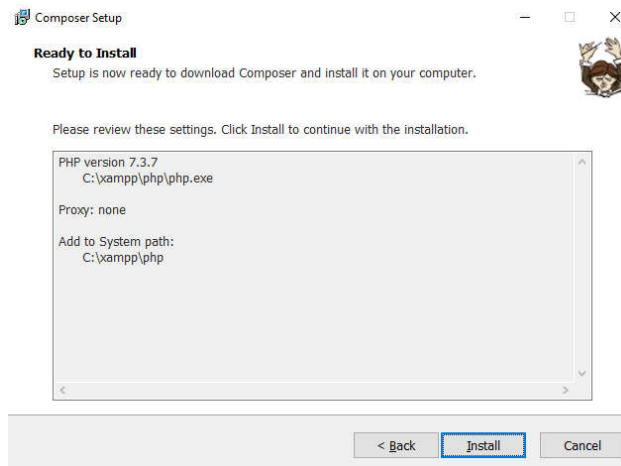 Composer Setup
Ready to Install
Setup is now ready to download Composer and install it on your computer.
Please review these settings. Click Install to continue with the installation.
PHP version 7.3.7
C:\xampp\php\php.exe
Proxy: none
Add to System path:
C:\xampp\php
< Back
Install
Cancel